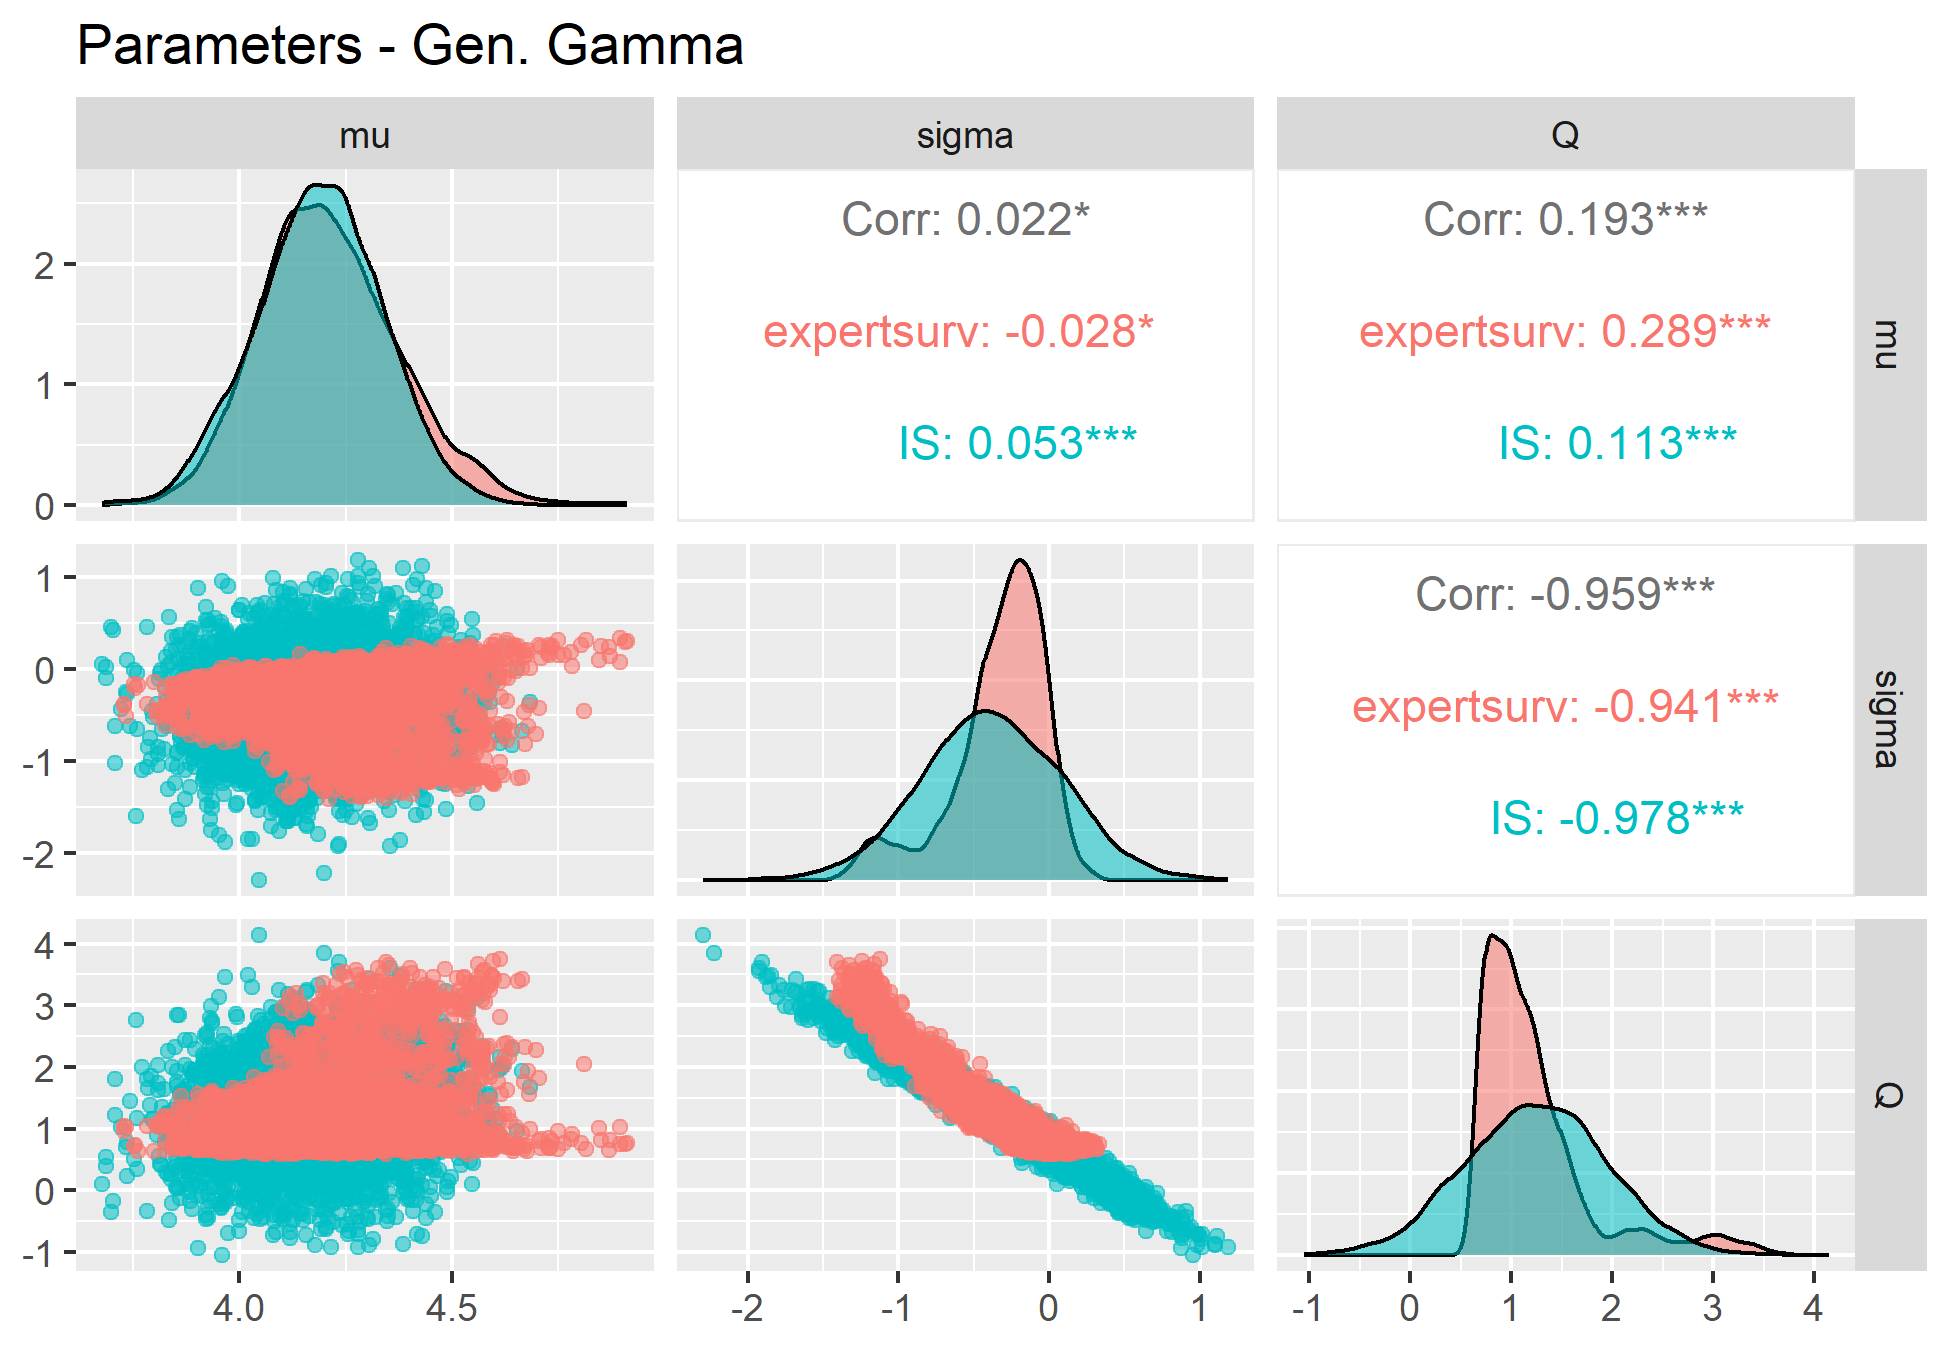 Parameters - Gen. Gamma
mu
sigma
Q
2
1
0
Corr: 0.022*
expertsurv: -0.028*
IS: 0.053***
Corr: 0.193***
expertsurv: 0.289***
IS: 0.113***
mu
1
0
-1
-2
Corr: -0.959***
expertsurv: -0.941***
IS: -0.978***
sigma
4
3
2
1
0
-1
Q
4.0 4.5
-2 -1 0 1
-1 0 1 2 3 4